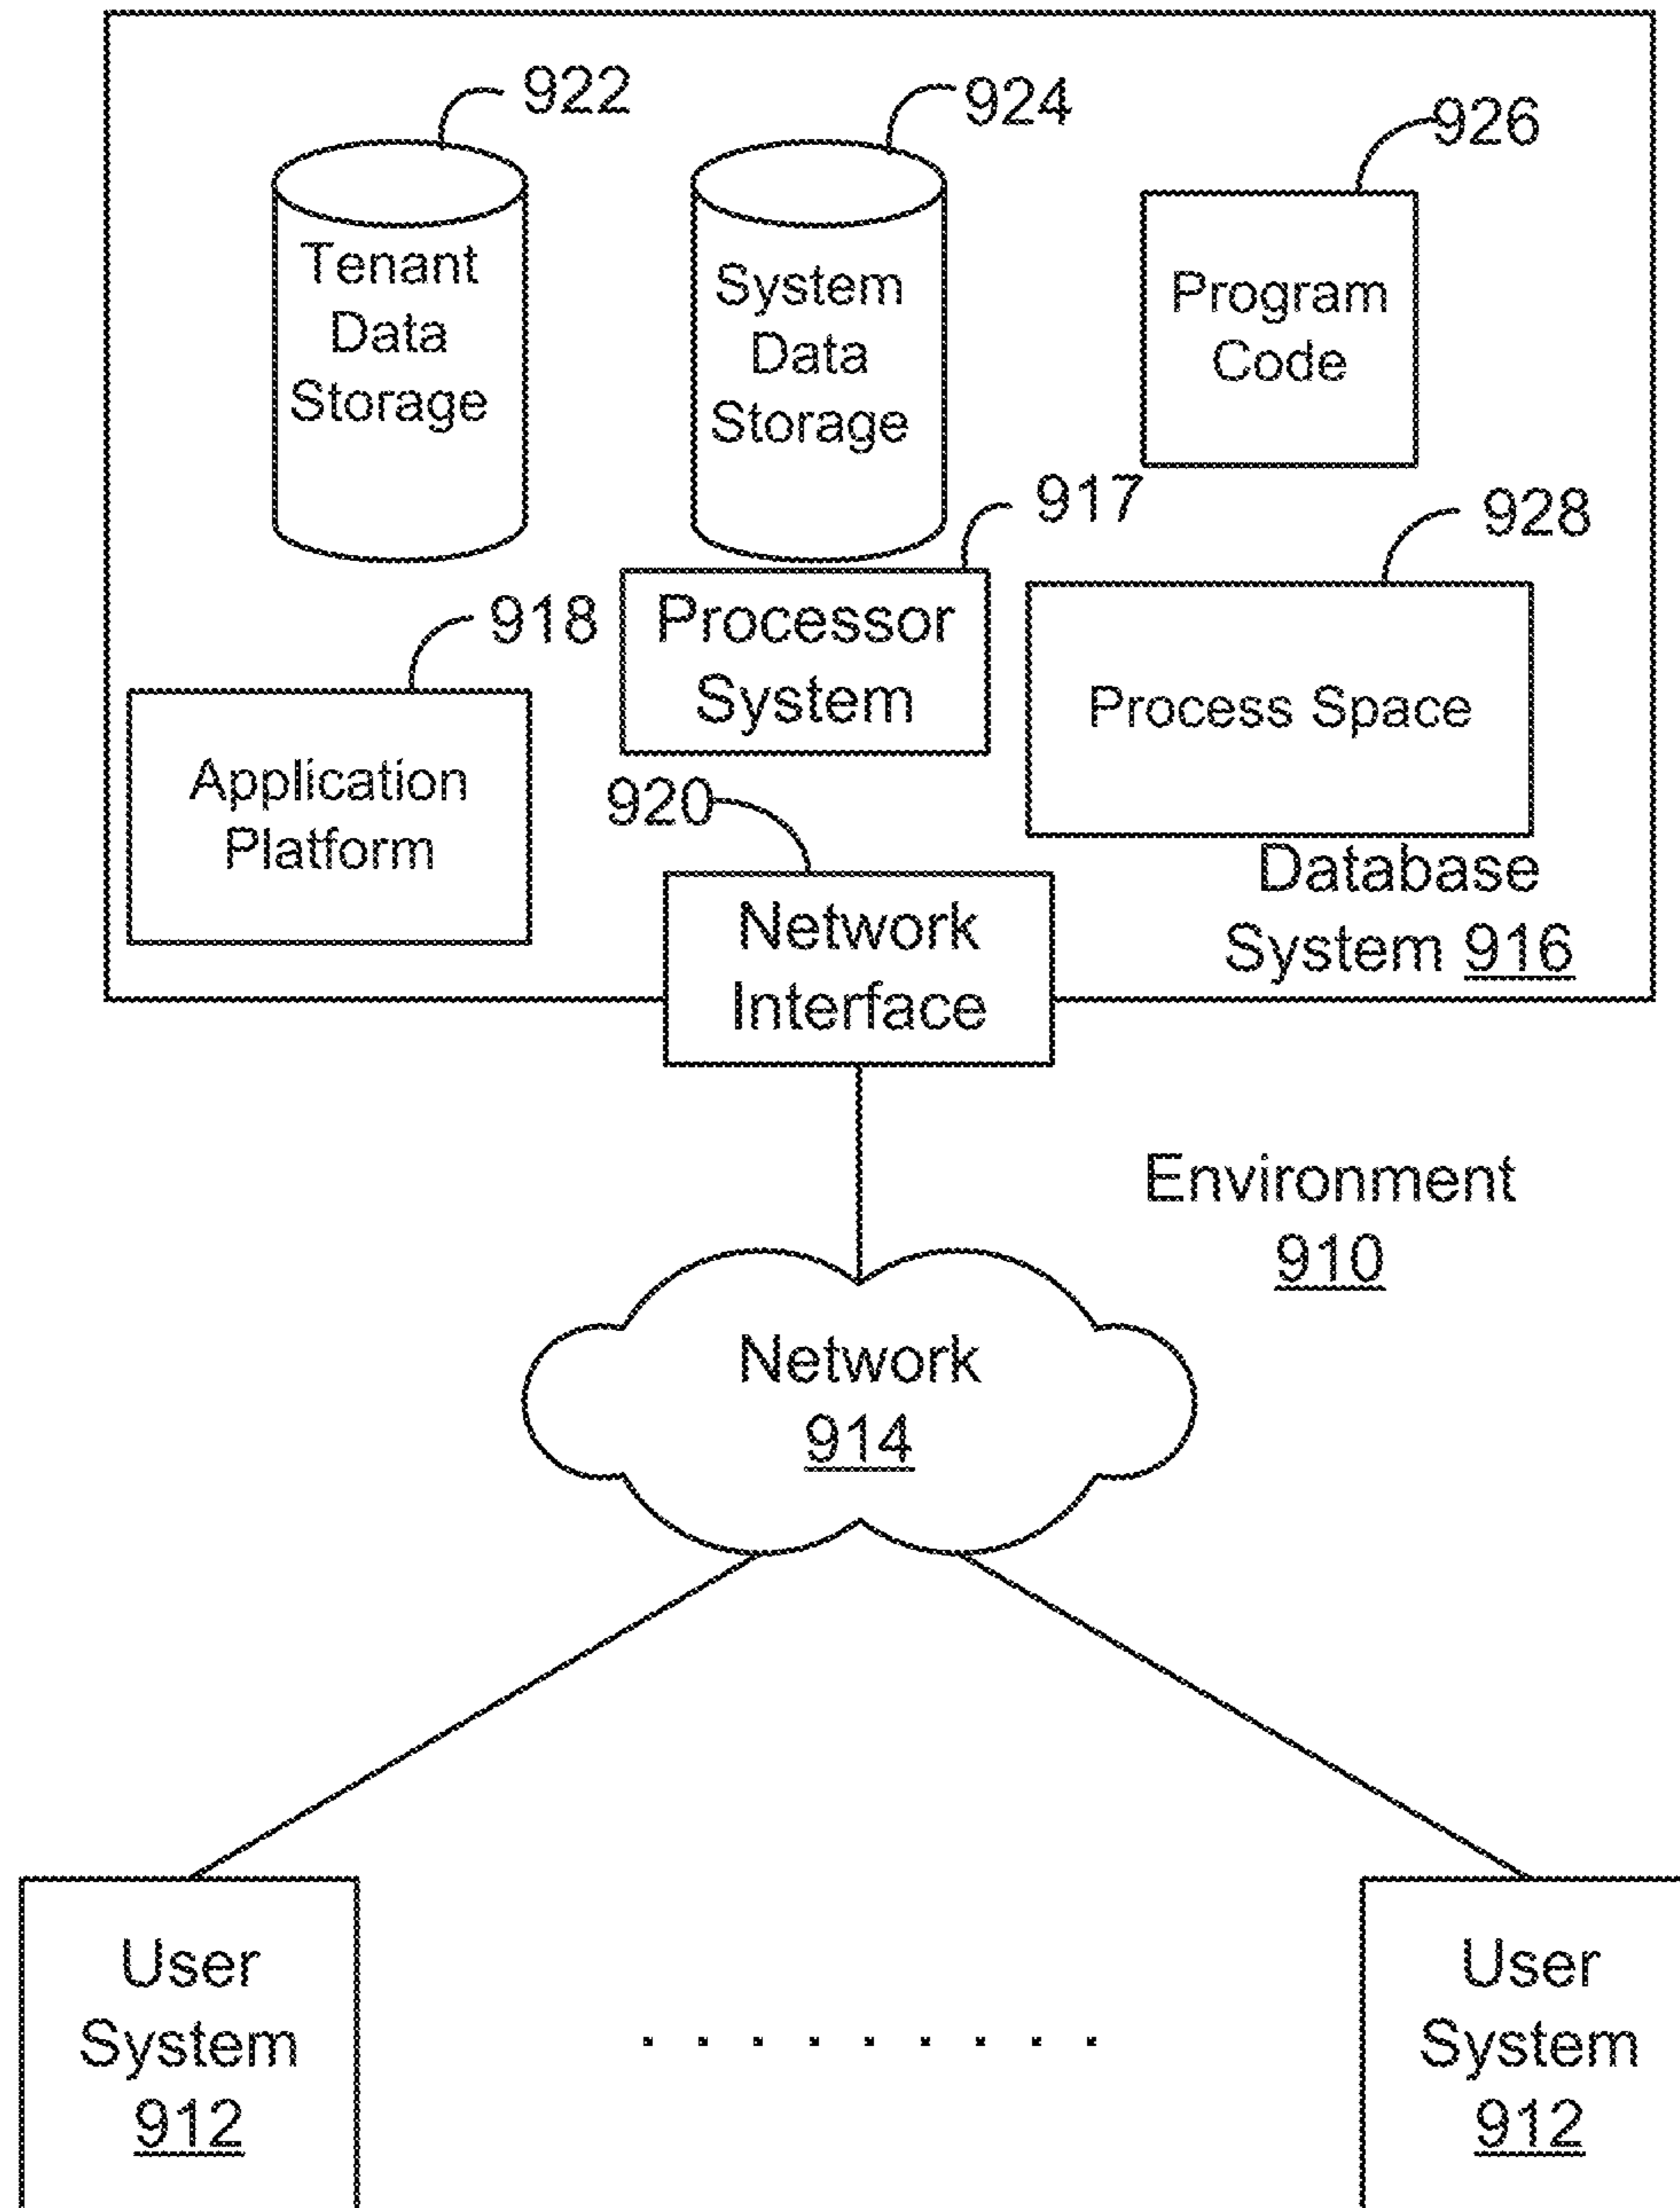 922
924
926
Tenant
Data
Storage
System
Data
Storage
Program
Code
917
928
918
Processor
System
Process Space
Application
Platform
920
Database
System 916
Network
Interface
Environment
910
Network
914
User
System
912
User
System
912